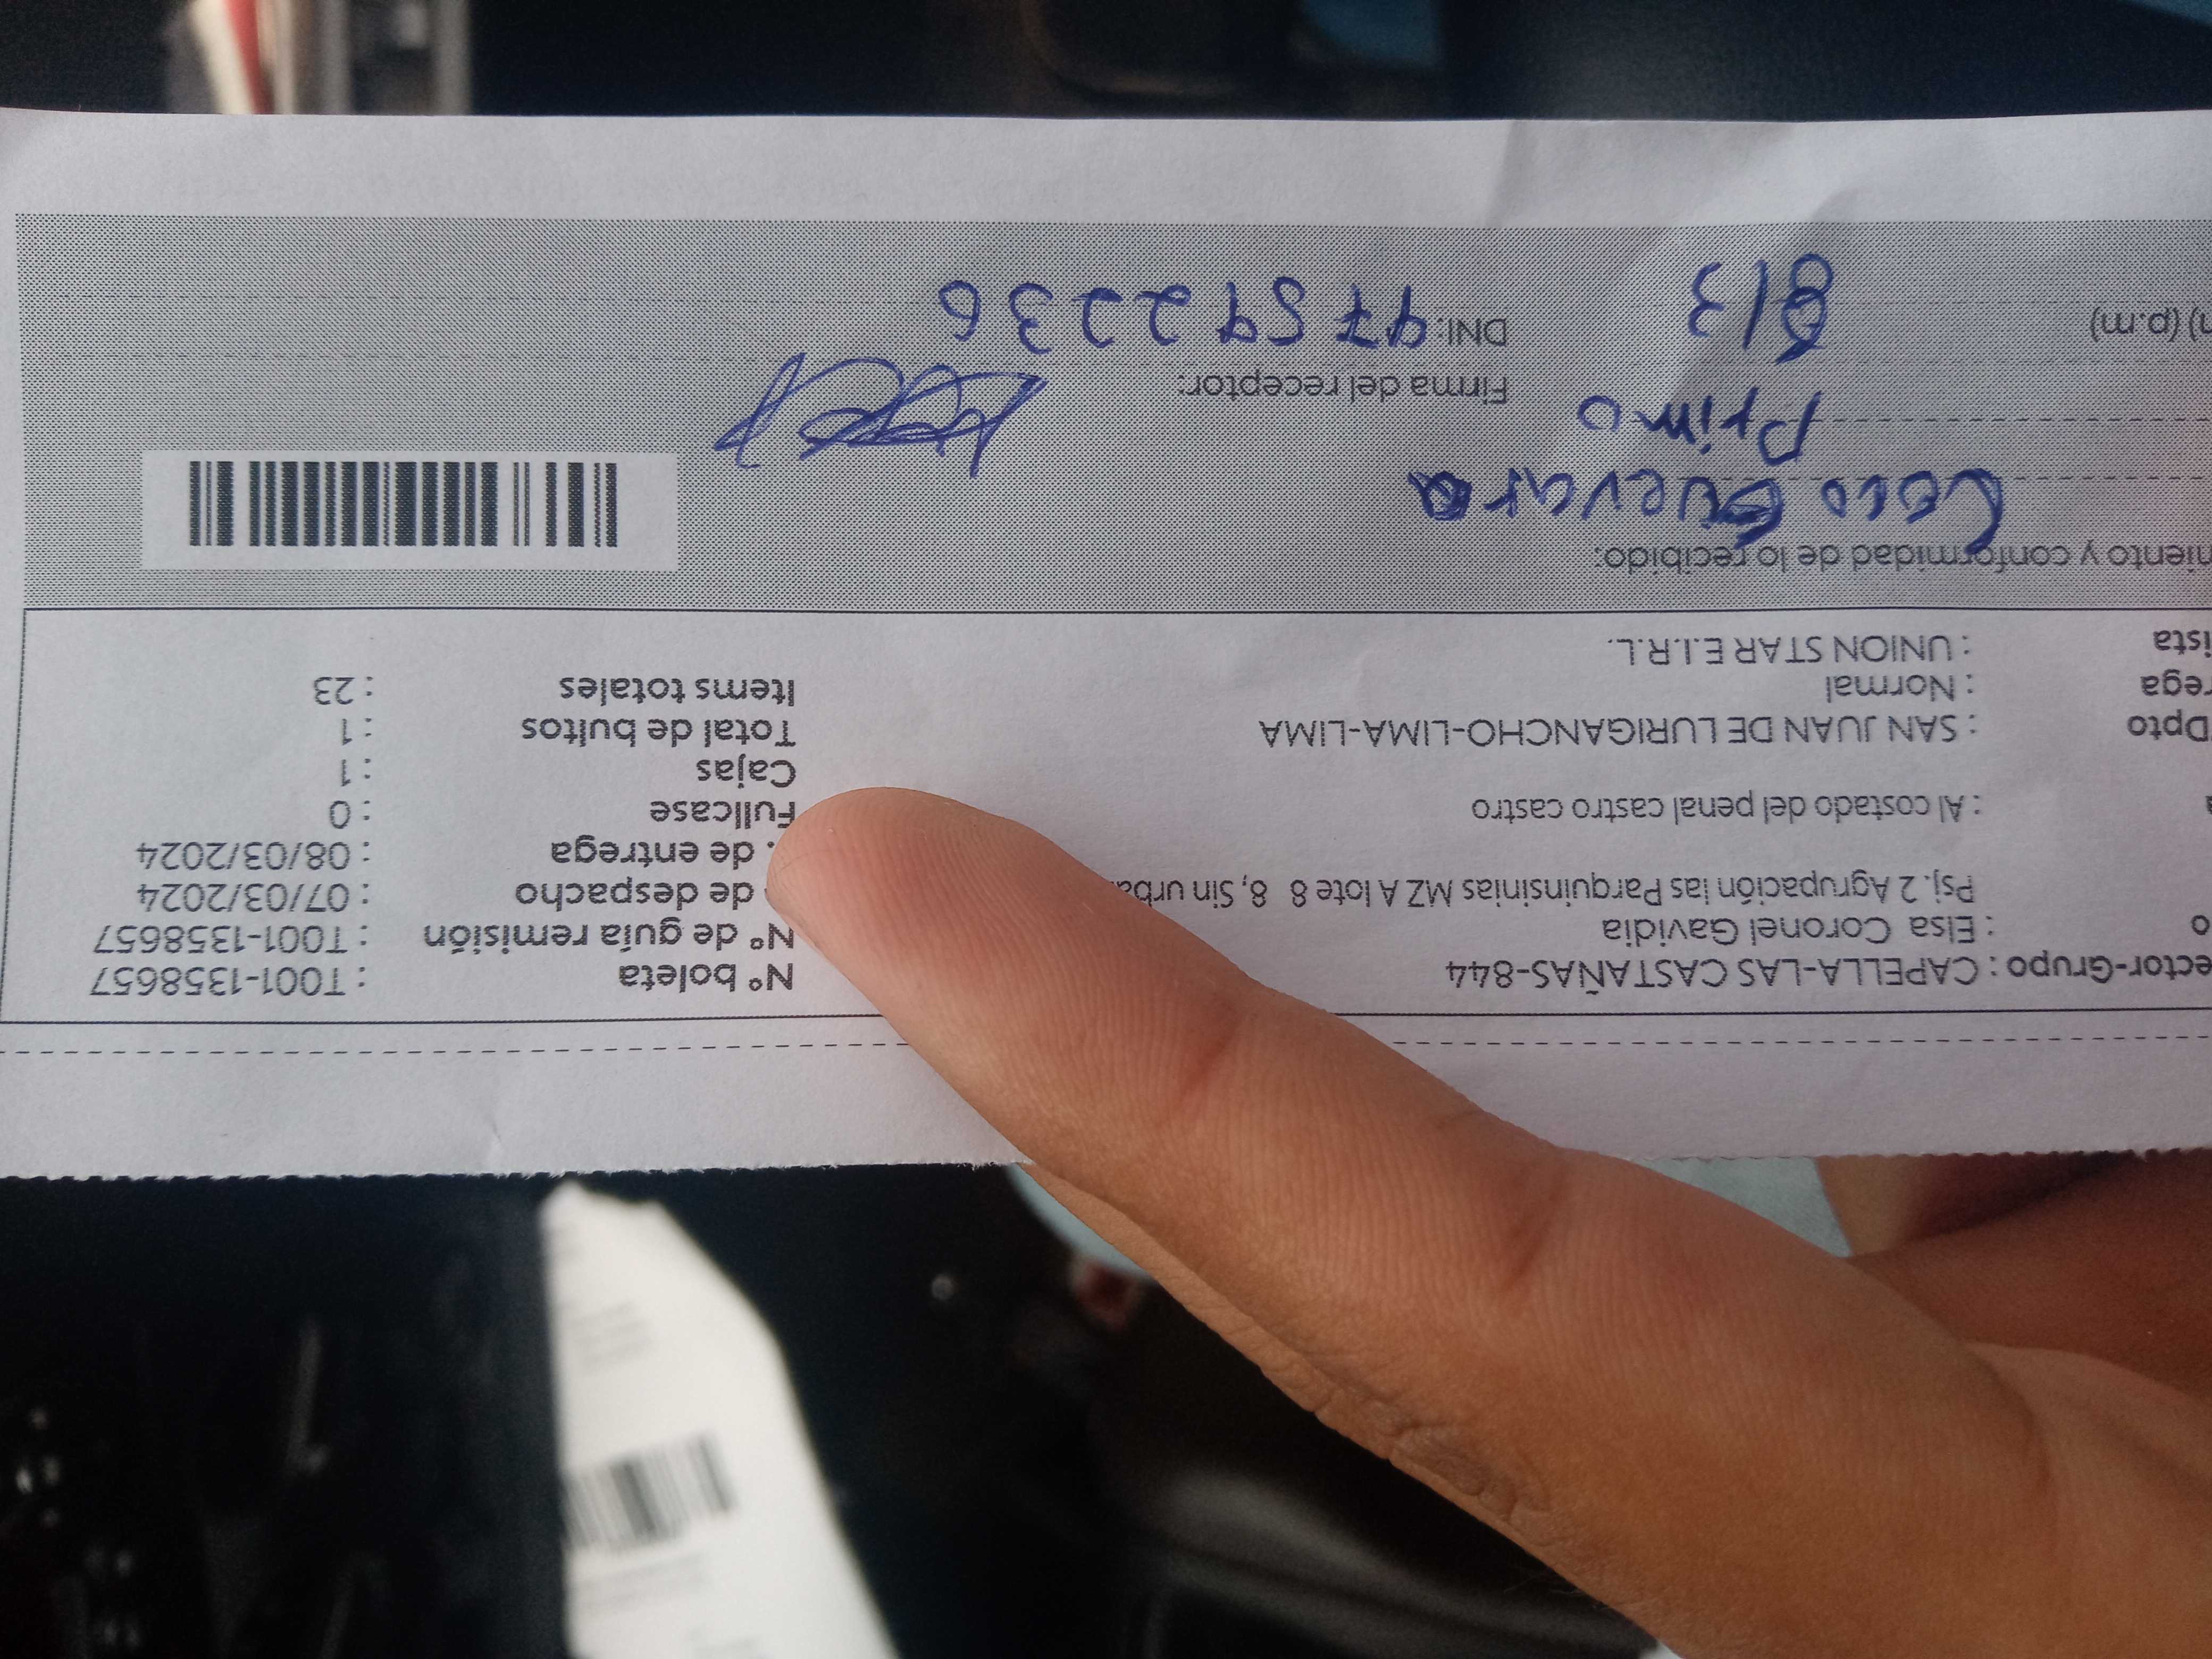 ector-Grupo : CAPELLA-LAS CASTAÑAS-844
o : Elsa Coronel Gavidia
Psj. 2 Agrupación las Parquinsinias MZ A lote 8 8, Sin urba
a : Al costado del penal castro castro
Dpto : SAN JUAN DE LURIGANCHO-LIMA-LIMA
rega : Normal
ista : UNION STAR E.I.R.L.
N° boleta : T001-1358657
N° de guía remisión : T001-1358657
. de despacho : 07/03/2024
. de entrega : 08/03/2024
Fullcase : 0
Cajas : 1
Total de bultos : 1
Items totales : 23
miento y conformidad de lo recibido:
Guevara
Primo
Firma del receptor:
) (p.m) 8/3
DNI: